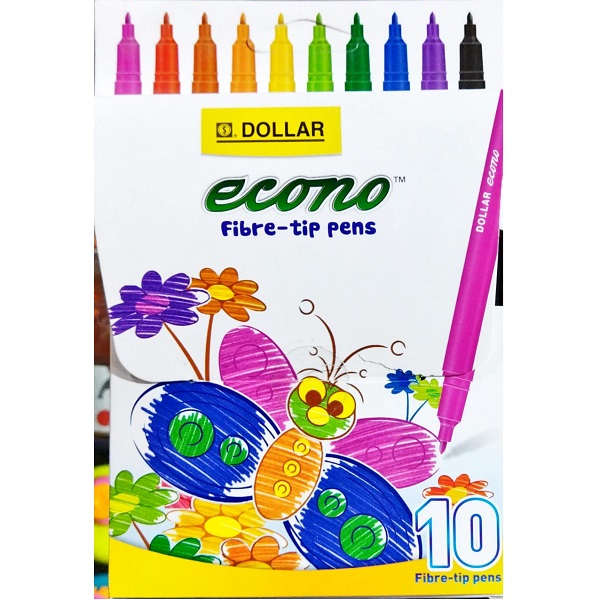 DOLLAR
econo™
Fibre-tip pens
DOLLAR econo
10
Fibre-tip pens